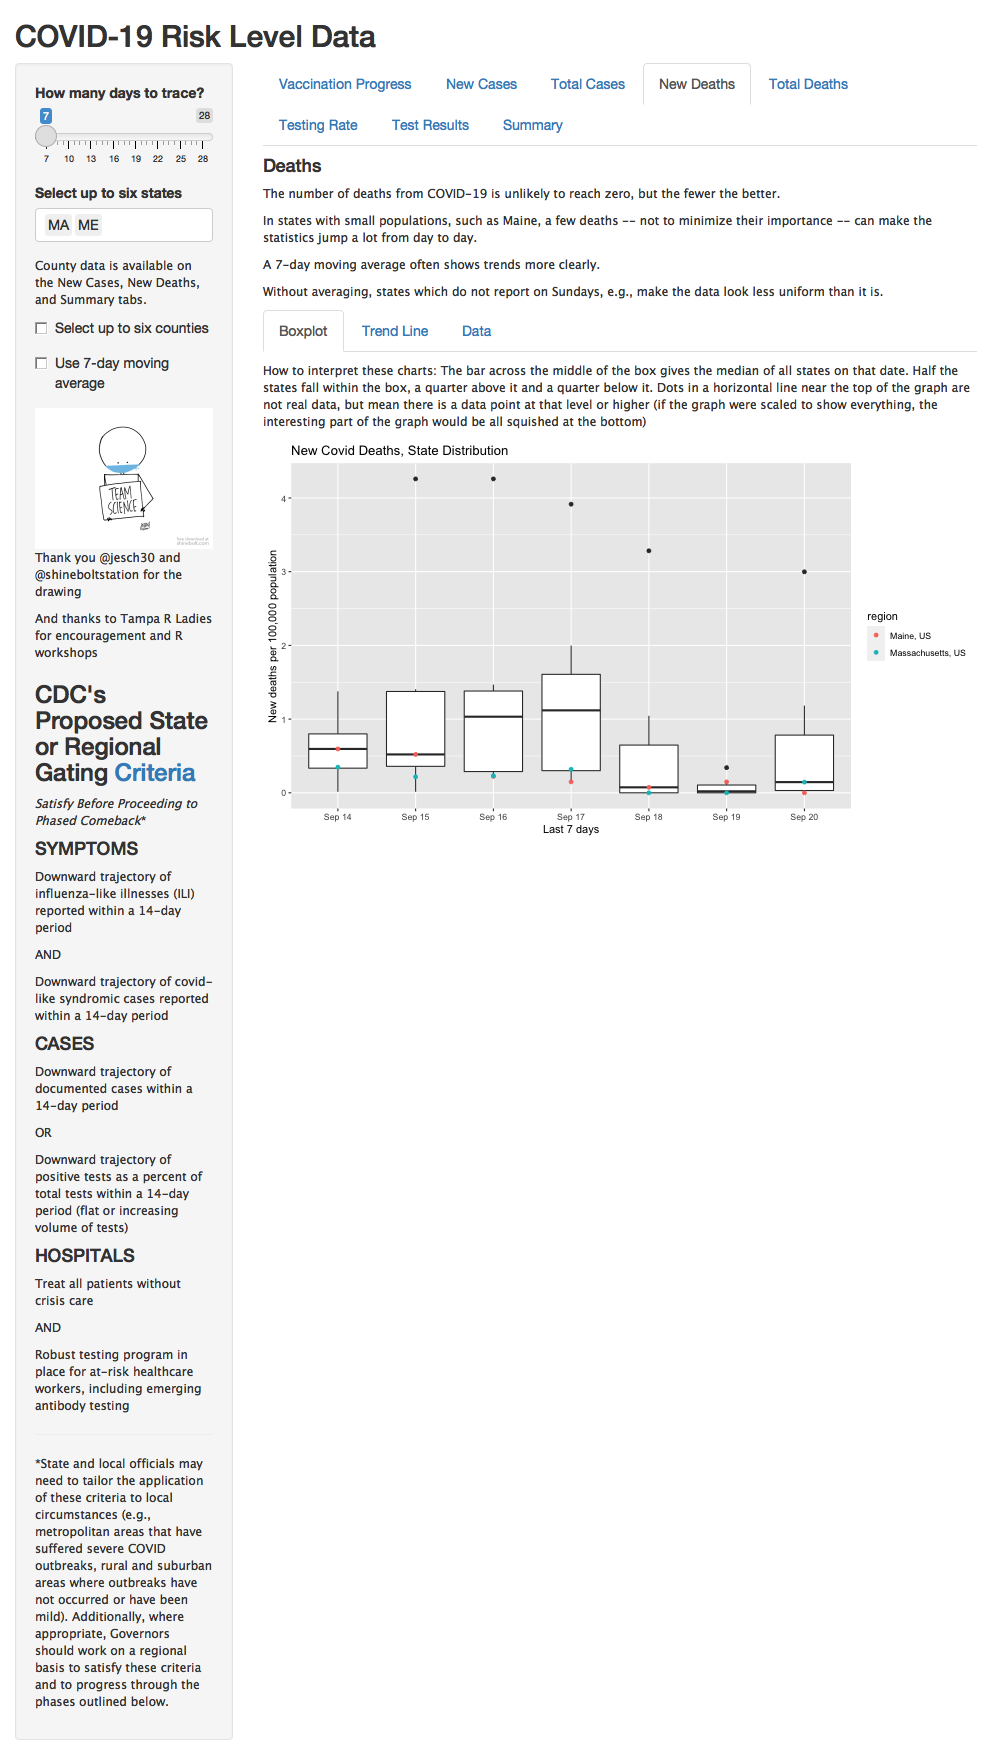 COVID-19 Risk Level Data
How many days to trace?
7 28
7 10 13 16 19 22 25 28
Select up to six states
MA ME
County data is available on
the New Cases, New Deaths,
and Summary tabs.
Select up to six counties
Use 7-day moving
average
TEAM
SCIENCE
Thank you @jesch30 and
@shineboltstation for the
drawing
And thanks to Tampa R Ladies
for encouragement and R
workshops
CDC's
Proposed State
or Regional
Gating Criteria
Satisfy Before Proceeding to
Phased Comeback*
SYMPTOMS
Downward trajectory of
influenza-like illnesses (ILI)
reported within a 14-day
period
AND
Downward trajectory of covid-
like syndromic cases reported
within a 14-day period
CASES
Downward trajectory of
documented cases within a
14-day period
OR
Downward trajectory of
positive tests as a percent of
total tests within a 14-day
period (flat or increasing
volume of tests)
HOSPITALS
Treat all patients without
crisis care
AND
Robust testing program in
place for at-risk healthcare
workers, including emerging
antibody testing
*State and local officials may
need to tailor the application
of these criteria to local
circumstances (e.g.,
metropolitan areas that have
suffered severe COVID
outbreaks, rural and suburban
areas where outbreaks have
not occurred or have been
mild). Additionally, where
appropriate, Governors
should work on a regional
basis to satisfy these criteria
and to progress through the
phases outlined below.
Vaccination Progress New Cases Total Cases New Deaths Total Deaths
Testing Rate Test Results Summary
Deaths
The number of deaths from COVID-19 is unlikely to reach zero, but the fewer the better.
In states with small populations, such as Maine, a few deaths -- not to minimize their importance -- can make the
statistics jump a lot from day to day.
A 7-day moving average often shows trends more clearly.
Without averaging, states which do not report on Sundays, e.g., make the data look less uniform than it is.
Boxplot Trend Line Data
How to interpret these charts: The bar across the middle of the box gives the median of all states on that date. Half the
states fall within the box, a quarter above it and a quarter below it. Dots in a horizontal line near the top of the graph are
not real data, but mean there is a data point at that level or higher (if the graph were scaled to show everything, the
interesting part of the graph would be all squished at the bottom)
New Covid Deaths, State Distribution
New deaths per 100,000 population
4
3
2
1
0
Sep 14 Sep 15 Sep 16 Sep 17 Sep 18 Sep 19 Sep 20
Last 7 days
region
Maine, US
Massachusetts, US